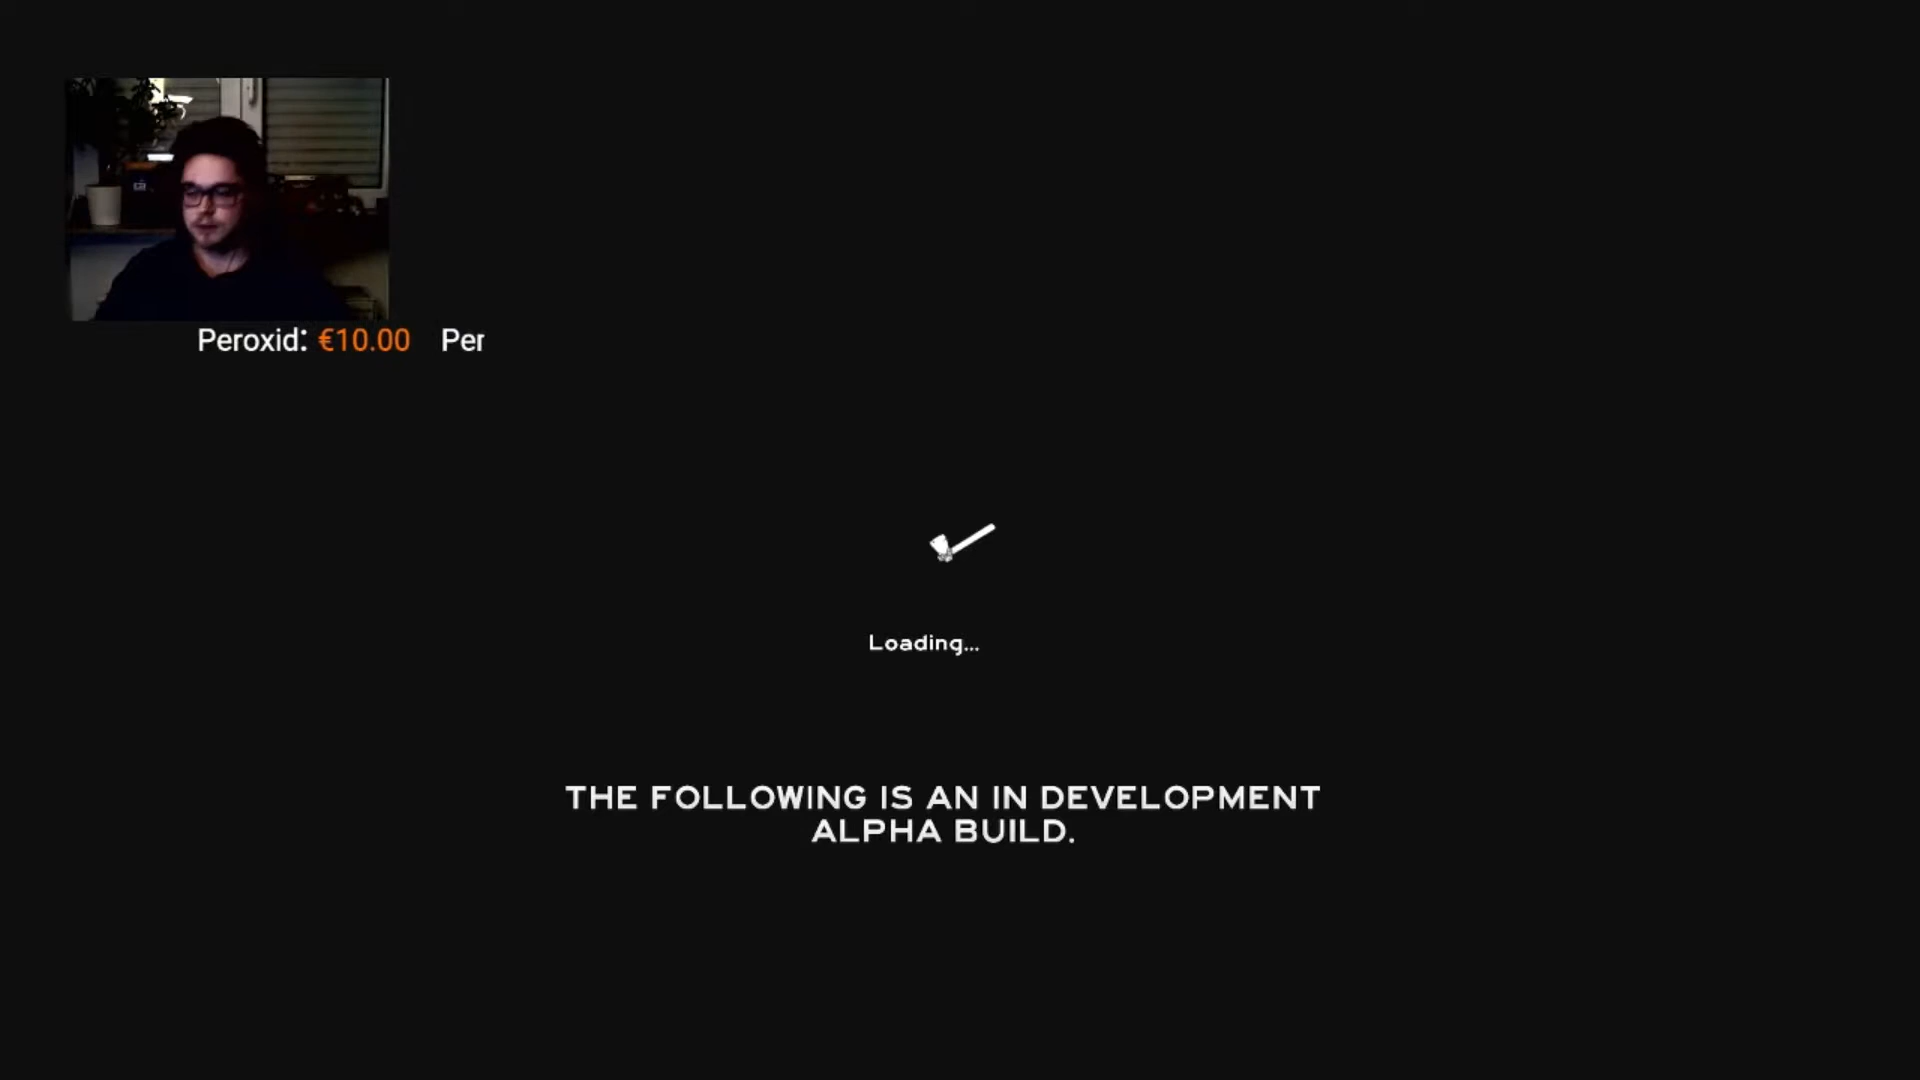 Peroxid: €10.00 Per
Loading...
THE FOLLOWING IS AN IN DEVELOPMENT
ALPHA BUILD.